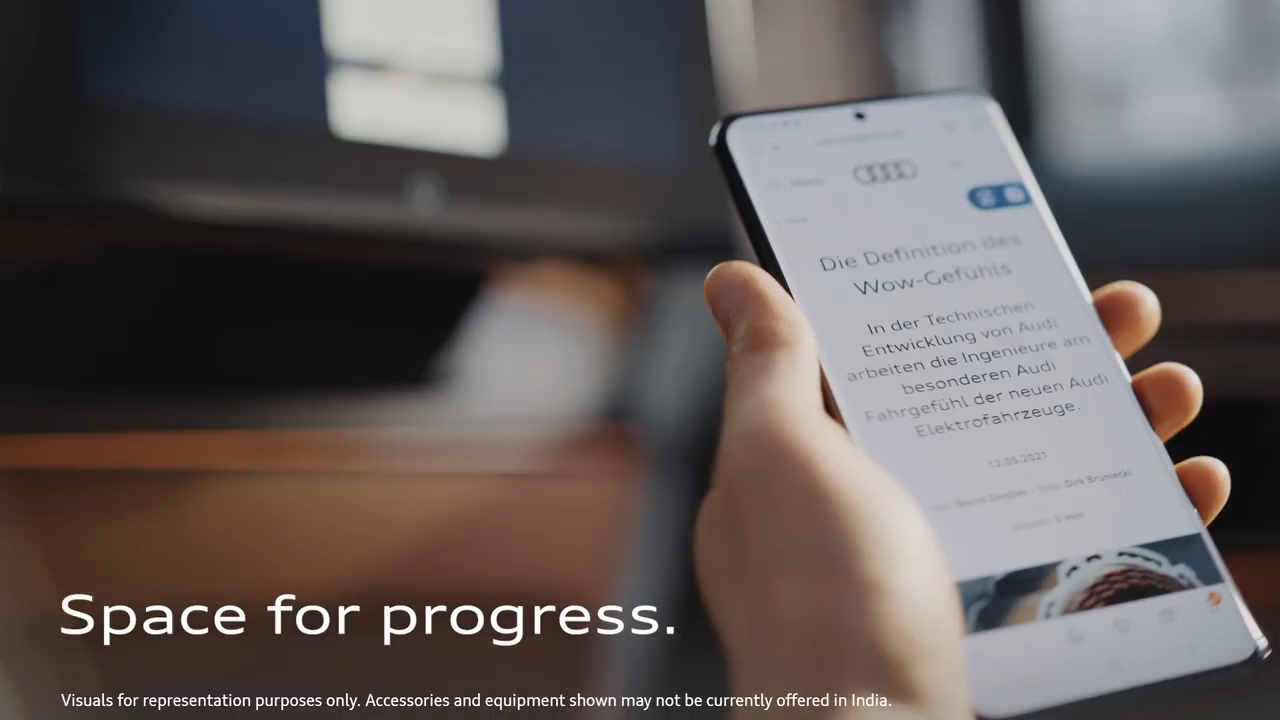 Die Definition des
Wow-Gefühls
In der Technischen
Entwicklung von Audi
arbeiten die Ingenieure am
besonderen Audi
Fahrgefühl der neuen Audi
Elektrofahrzeuge.
12.05.2021
Dirk Bruniecki
5 min
Space for progress.
Visuals for representation purposes only. Accessories and equipment shown may not be currently offered in India.